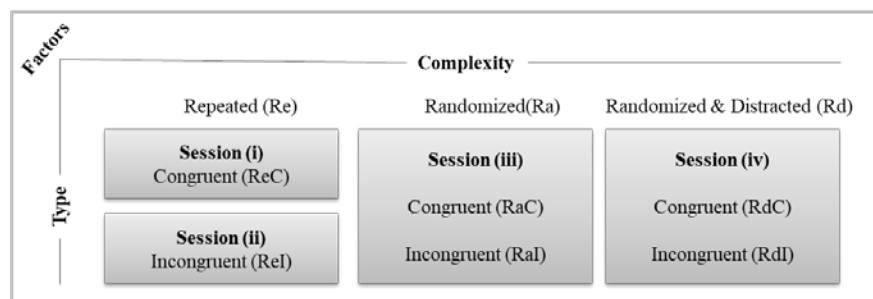 Factors
Complexity
Type
Repeated (Re)
Randomized(Ra)
Randomized & Distracted (Rd)
Session (i)
Congruent (ReC)
Session (ii)
Incongruent (ReI)
Session (iii)
Congruent (RaC)
Incongruent (RaI)
Session (iv)
Congruent (RdC)
Incongruent (RdI)